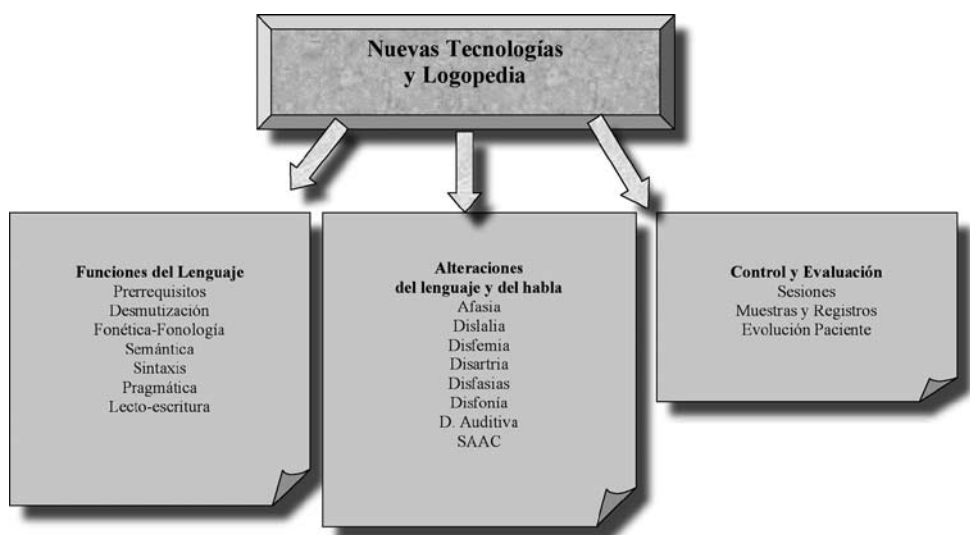 Nuevas Tecnologías
y Logopedia
Funciones del Lenguaje
Prerrequisitos
Desmutización
Fonética-Fonología
Semántica
Sintaxis
Pragmática
Lecto-escritura
Alteraciones
del lenguaje y del habla
Afasia
Dislalia
Disfemia
Disartria
Disfasias
Disfonía
D. Auditiva
SAAC
Control y Evaluación
Sesiones
Muestras y Registros
Evolución Paciente